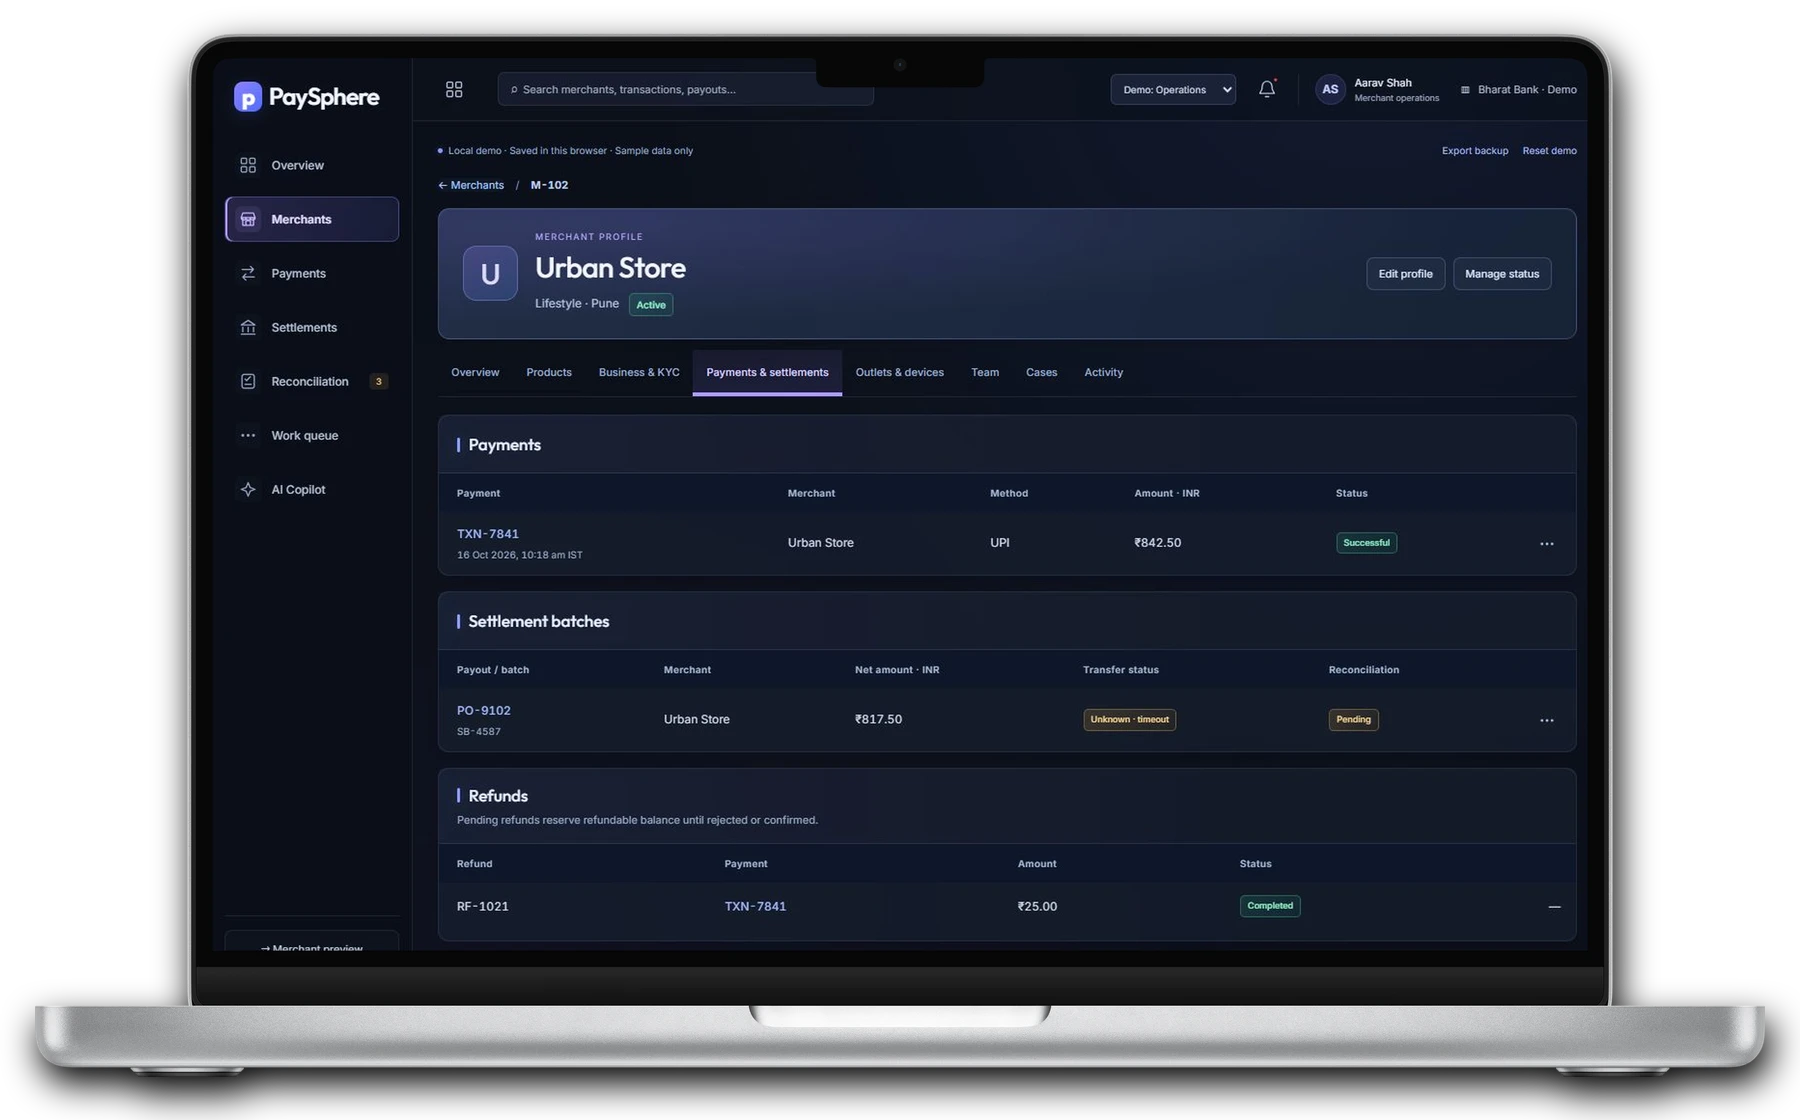 PaySphere
Overview
Merchants
Payments
Settlements
Reconciliation 3
Work queue
AI Copilot
→ Merchant preview
Search merchants, transactions, payouts...
Demo: Operations
AS
Aarav Shah
Merchant operations
Bharat Bank · Demo
Local demo · Saved in this browser · Sample data only
Export backup Reset demo
← Merchants / M-102
U
MERCHANT PROFILE
Urban Store
Lifestyle · Pune Active
Edit profile Manage status
Overview Products Business & KYC Payments & settlements Outlets & devices Team Cases Activity
Payments
Payment Merchant Method Amount · INR Status
TXN-7841
16 Oct 2026, 10:18 am IST
Urban Store UPI ₹842.50 Successful
Settlement batches
Payout / batch Merchant Net amount · INR Transfer status Reconciliation
PO-9102
SB-4587
Urban Store ₹817.50 Unknown · timeout Pending
Refunds
Pending refunds reserve refundable balance until rejected or confirmed.
Refund Payment Amount Status
RF-1021 TXN-7841 ₹25.00 Completed —